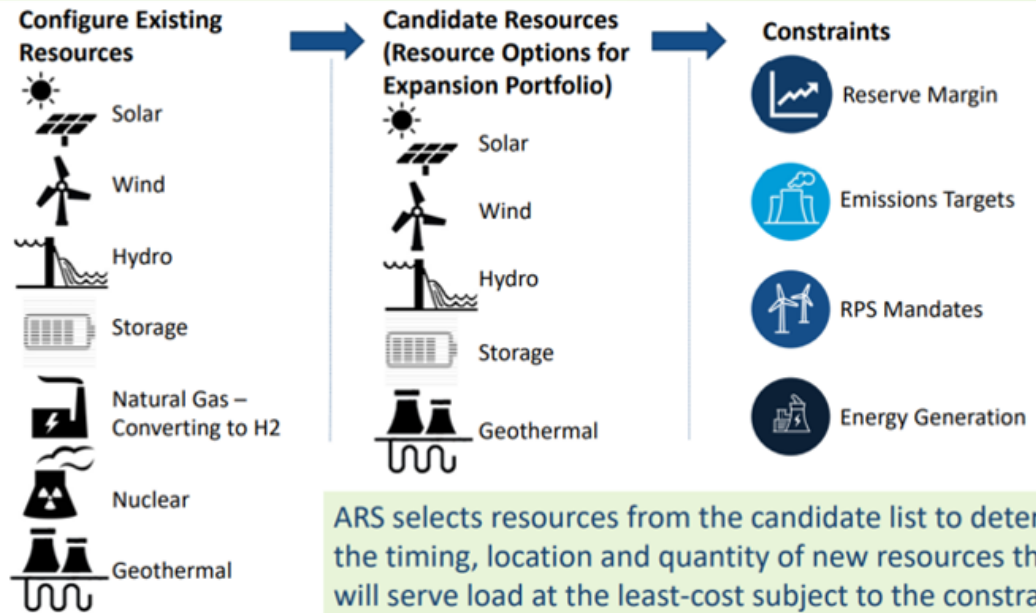 Configure Existing
Resources
Solar
Wind
Hydro
Storage
Natural Gas –
Converting to H2
Nuclear
Geothermal
Candidate Resources
(Resource Options for
Expansion Portfolio)
Solar
Wind
Hydro
Storage
Geothermal
Constraints
Reserve Margin
Emissions Targets
RPS Mandates
Energy Generation
ARS selects resources from the candidate list to
the timing, location and quantity of new resources
will serve load at the least-cost subject to the